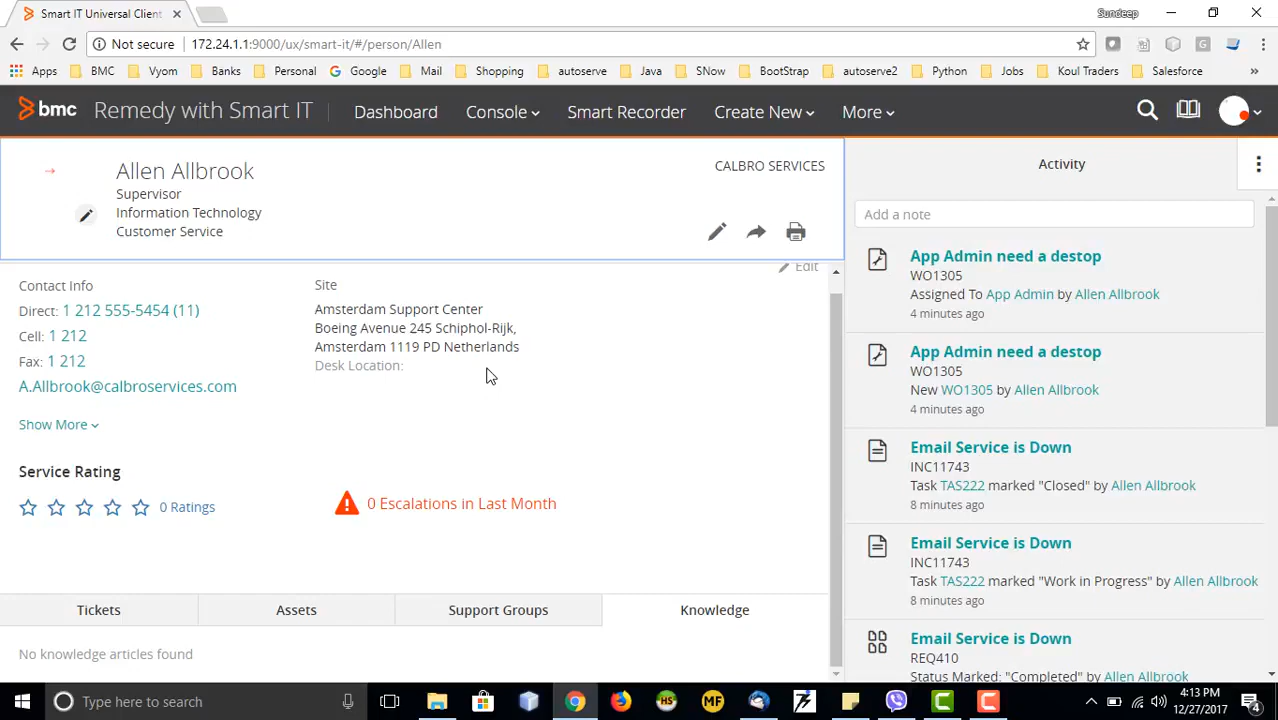 Smart IT Universal Client
Sundeep
Not secure
172.24.1.1:9000/ux/smart-it/#/person/Allen
Apps BMC Vyom Banks Personal Google Mail Shopping autoserve Java SNow BootStrap autoserve2 Python Jobs Koul Traders Salesforce »
bmc Remedy with Smart IT Dashboard Console Smart Recorder Create New More
Allen Allbrook
Supervisor
Information Technology
Customer Service
CALBRO SERVICES
Edit
Contact Info
Direct: 1 212 555-5454 (11)
Cell: 1 212
Fax: 1 212
A.Allbrook@calbroservices.com
Show More
Site
Amsterdam Support Center
Boeing Avenue 245 Schiphol-Rijk,
Amsterdam 1119 PD Netherlands
Desk Location:
Service Rating
0 Ratings
0 Escalations in Last Month
Tickets Assets Support Groups Knowledge
No knowledge articles found
Activity
Add a note
App Admin need a destop
WO1305
Assigned To App Admin by Allen Allbrook
4 minutes ago
App Admin need a destop
WO1305
New WO1305 by Allen Allbrook
4 minutes ago
Email Service is Down
INC11743
Task TAS222 marked "Closed" by Allen Allbrook
8 minutes ago
Email Service is Down
INC11743
Task TAS222 marked "Work in Progress" by Allen Allbrook
8 minutes ago
Email Service is Down
REQ410
Status Marked: "Completed" by Allen Allbrook
Type here to search
HS
MF
4:13 PM
12/27/2017
4